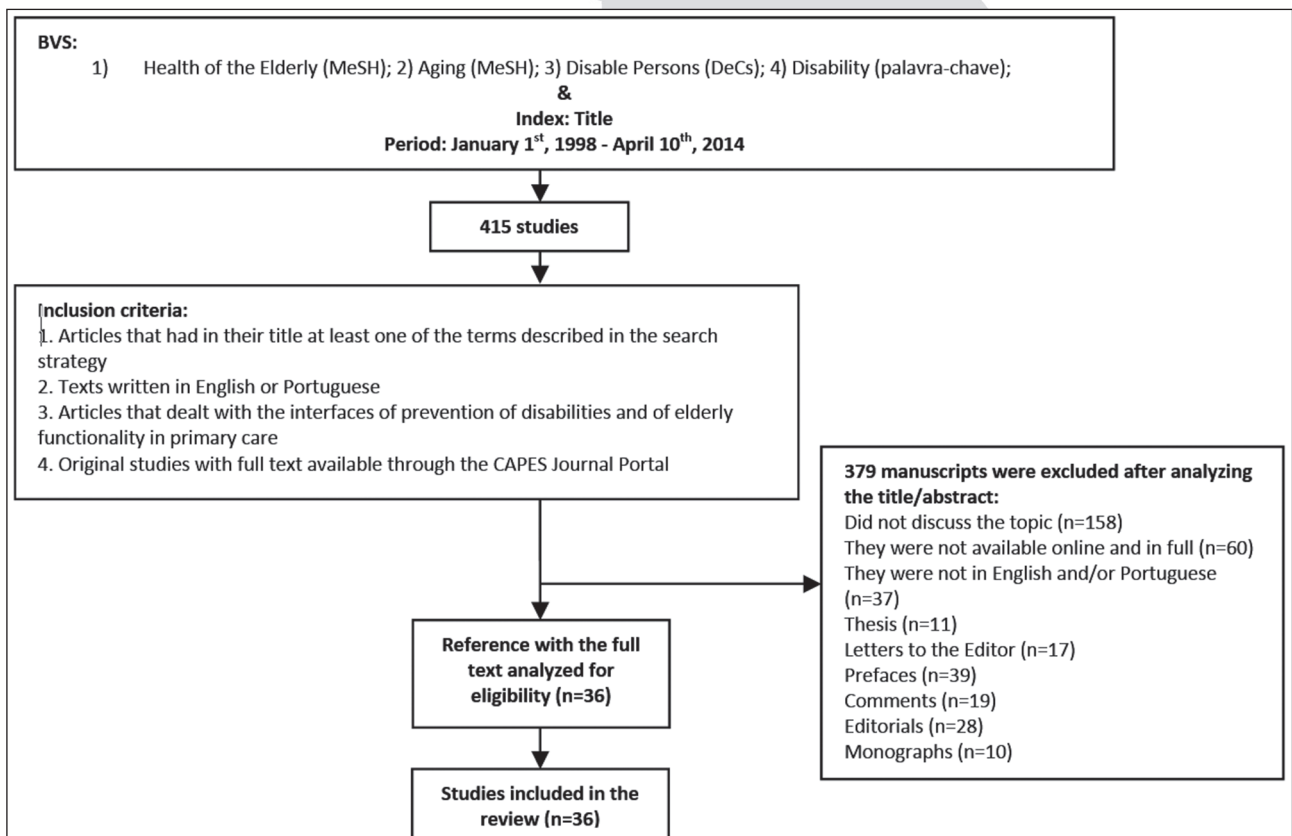 BVS:
1) Health of the Elderly (MeSH); 2) Aging (MeSH); 3) Disable Persons (DeCs); 4) Disability (palavra-chave);
&
Index: Title
Period: January 1st, 1998 - April 10th, 2014
415 studies
Inclusion criteria:
1. Articles that had in their title at least one of the terms described in the search
strategy
2. Texts written in English or Portuguese
3. Articles that dealt with the interfaces of prevention of disabilities and of elderly
functionality in primary care
4. Original studies with full text available through the CAPES Journal Portal
379 manuscripts were excluded after analyzing
the title/abstract:
Did not discuss the topic (n=158)
They were not available online and in full (n=60)
They were not in English and/or Portuguese
(n=37)
Thesis (n=11)
Letters to the Editor (n=17)
Prefaces (n=39)
Comments (n=19)
Editorials (n=28)
Monographs (n=10)
Reference with the full
text analyzed for
eligibility (n=36)
Studies included in the
review (n=36)